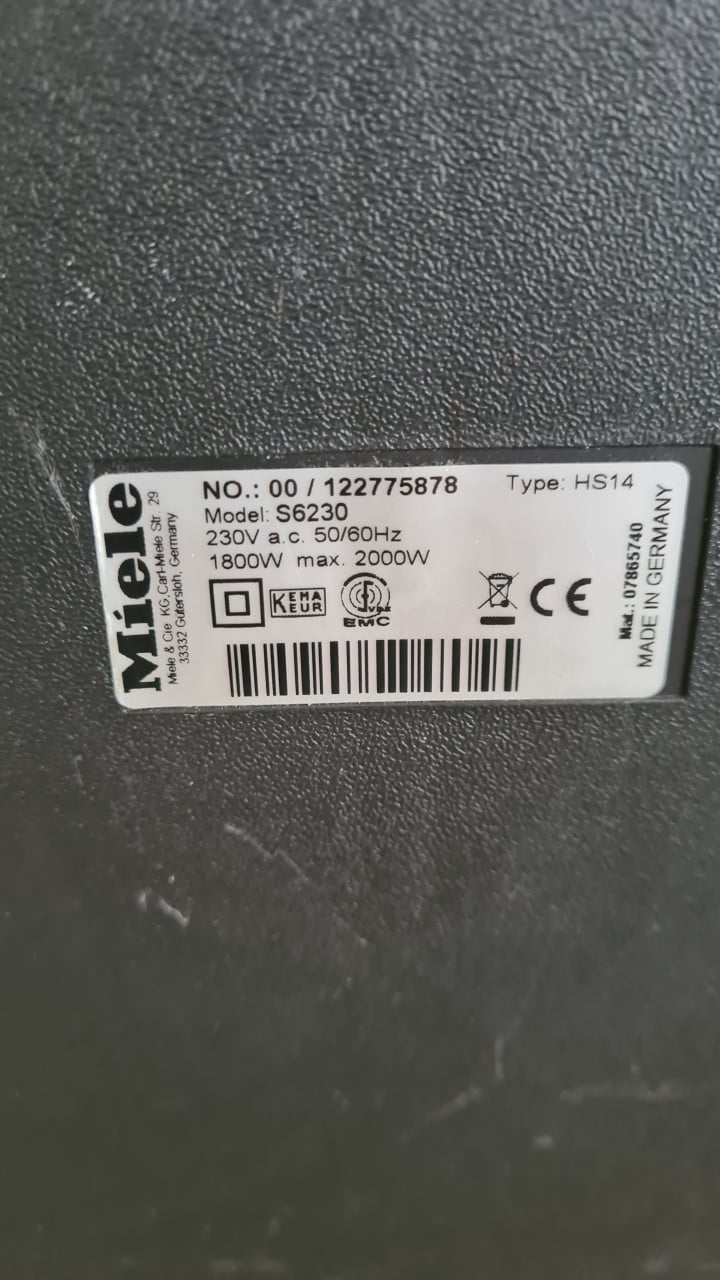 Miele
Miele & Cie KG,Carl-Miele Str. 29
33332 Gütersloh, Germany
NO.: 00 / 122775878
Type: HS14
Model: S6230
230V a.c. 50/60Hz
1800W max. 2000W
KEMA
KEUR
TYPE
EMC
CE
Mat.: 07865740
MADE IN GERMANY